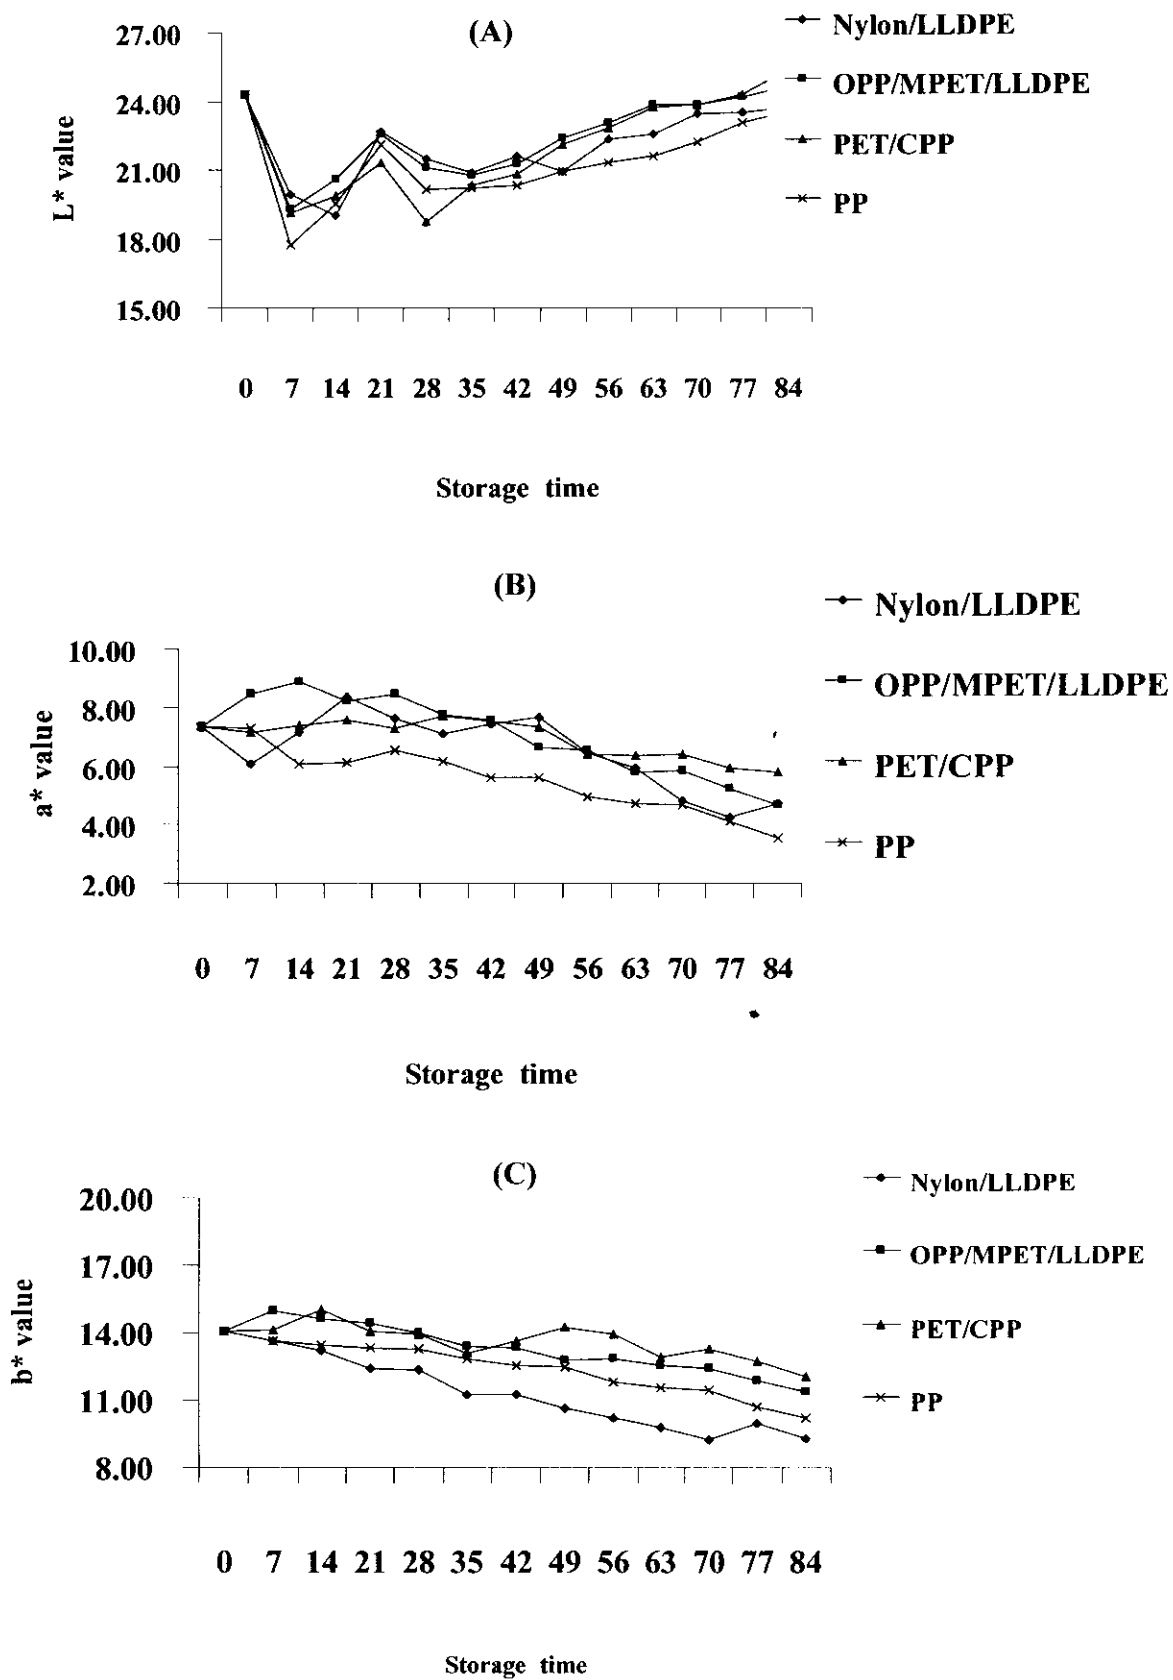 (A)
27.00
24.00
21.00
18.00
15.00
L* value
0 7 14 21 28 35 42 49 56 63 70 77 84
Storage time
Nylon/LLDPE
OPP/MPET/LLDPE
PET/CPP
PP
(B)
10.00
8.00
6.00
4.00
2.00
a* value
0 7 14 21 28 35 42 49 56 63 70 77 84
Storage time
Nylon/LLDPE
OPP/MPET/LLDPE
PET/CPP
PP
(C)
20.00
17.00
14.00
11.00
8.00
b* value
0 7 14 21 28 35 42 49 56 63 70 77 84
Storage time
Nylon/LLDPE
OPP/MPET/LLDPE
PET/CPP
PP